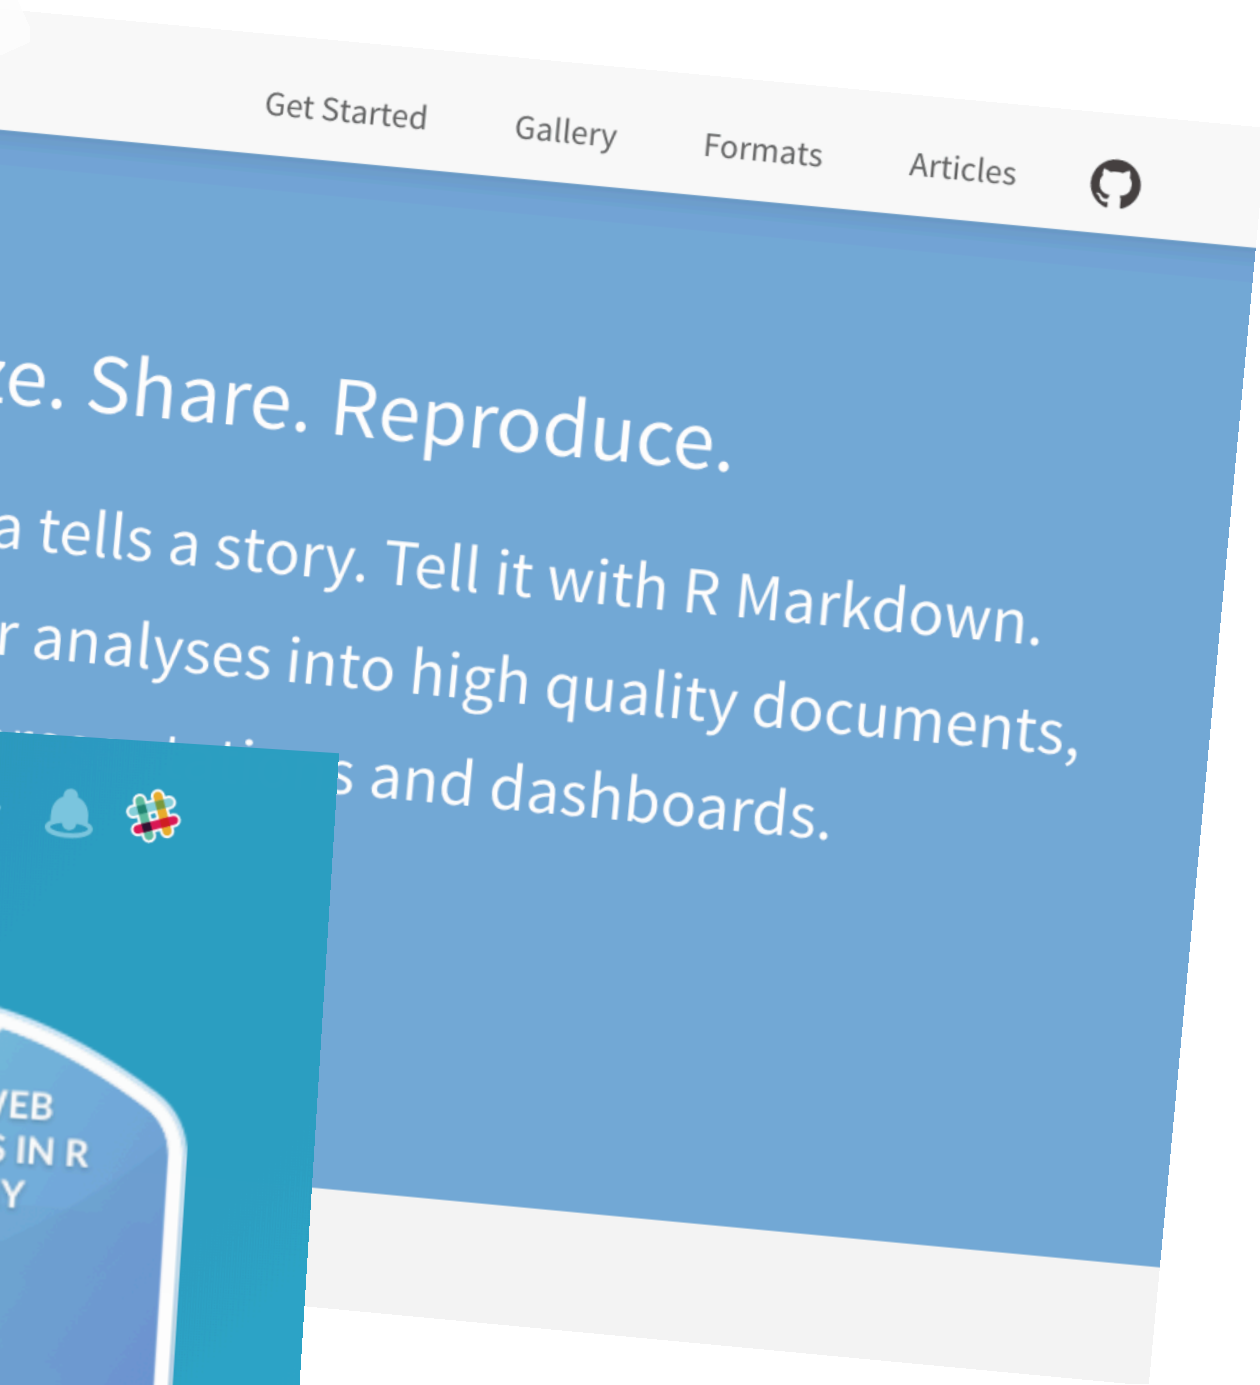 Get Started
Gallery
Formats
Articles
Share. Reproduce.
tells a story. Tell it with R Markdown.
analyses into high quality documents,
and dashboards.
IN R